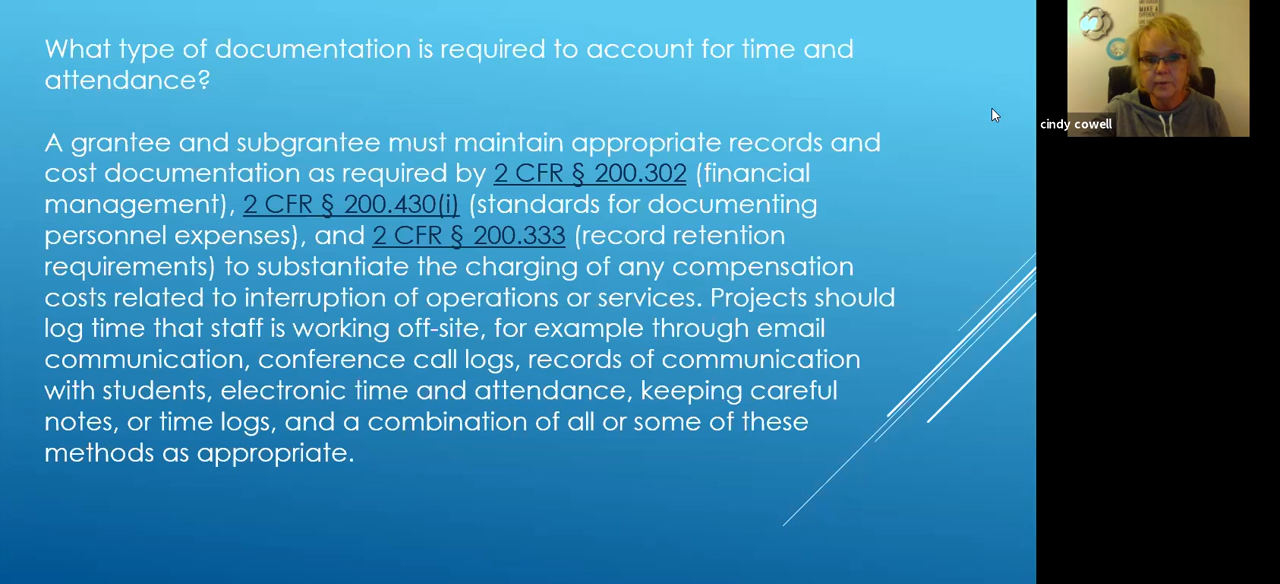 What type of documentation is required to account for time and
attendance?
A grantee and subgrantee must maintain appropriate records and
cost documentation as required by 2 CFR § 200.302 (financial
management), 2 CFR § 200.430(i) (standards for documenting
personnel expenses), and 2 CFR § 200.333 (record retention
requirements) to substantiate the charging of any compensation
costs related to interruption of operations or services. Projects should
log time that staff is working off-site, for example through email
communication, conference call logs, records of communication
with students, electronic time and attendance, keeping careful
notes, or time logs, and a combination of all or some of these
methods as appropriate.
cindy cowell